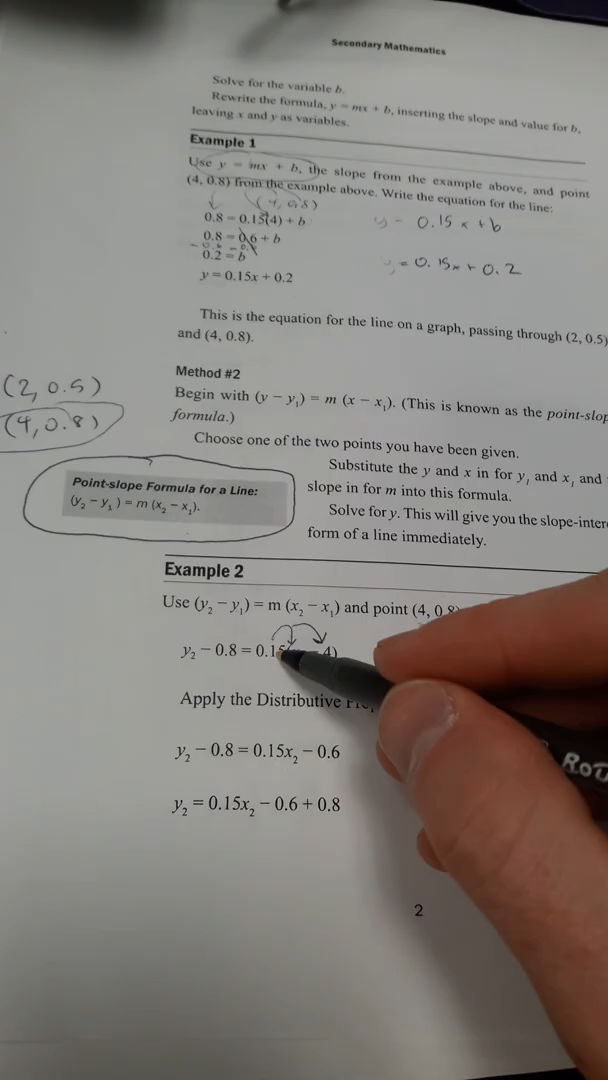 Secondary Mathematics
Solve for the variable b.
Rewrite the formula, y = mx + b, inserting the slope and value for b,
leaving x and y as variables.
Example 1
Use y = mx + b, the slope from the example above, and point
(4, 0.8) from the example above. Write the equation for the line:
(4, 0.8)
0.8 = 0.15(4) + b
y = 0.15x + b
0.8 = 0.6 + b
0.2 = b
y = 0.15x + 0.2
y = 0.15x + 0.2
This is the equation for the line on a graph, passing through (2, 0.5)
and (4, 0.8).
Method #2
(2, 0.5)
Begin with (y – y₁) = m (x – x₁). (This is known as the point-slop
(4, 0.8)
formula.)
Choose one of the two points you have been given.
Substitute the y and x in for y₁ and x₁ and
slope in for m into this formula.
Point-slope Formula for a Line:
(y₂ – y₁ ) = m (x₂ – x₁).
Solve for y. This will give you the slope-inter
form of a line immediately.
Example 2
Use (y₂ – y₁) = m (x₂ – x₁) and point (4, 0.8)
y₂ – 0.8 = 0.15 4)
Apply the Distributive
y₂ – 0.8 = 0.15x₂ – 0.6
ROU
y₂ = 0.15x₂ – 0.6 + 0.8
2